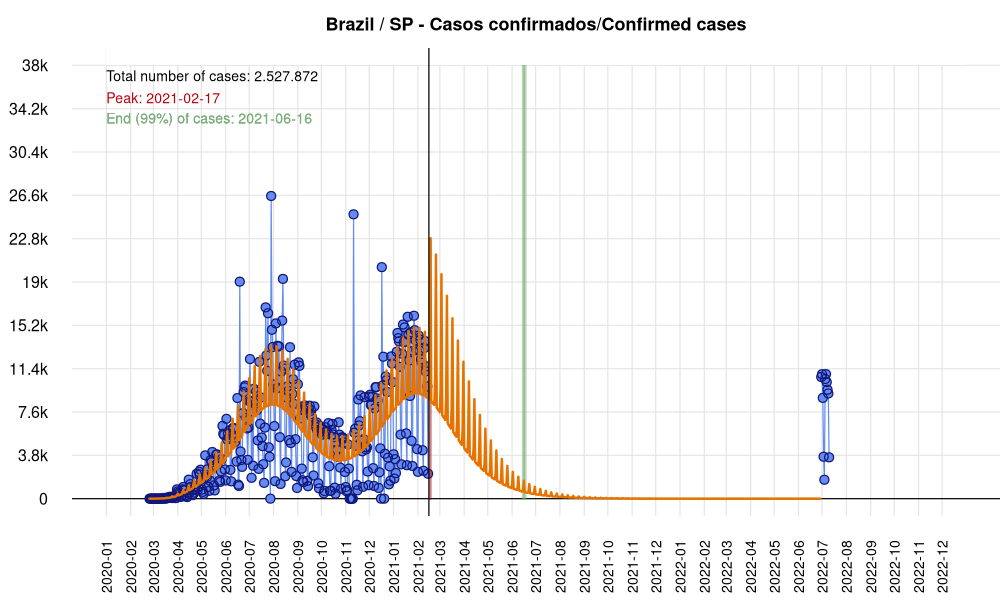 Brazil / SP - Casos confirmados/Confirmed cases
Total number of cases: 2.527.872
Peak: 2021-02-17
End (99%) of cases: 2021-06-16
38k
34.2k
30.4k
26.6k
22.8k
19k
15.2k
11.4k
7.6k
3.8k
0
2020-01
2020-02
2020-03
2020-04
2020-05
2020-06
2020-07
2020-08
2020-09
2020-10
2020-11
2020-12
2021-01
2021-02
2021-03
2021-04
2021-05
2021-06
2021-07
2021-08
2021-09
2021-10
2021-11
2021-12
2022-01
2022-02
2022-03
2022-04
2022-05
2022-06
2022-07
2022-08
2022-09
2022-10
2022-11
2022-12